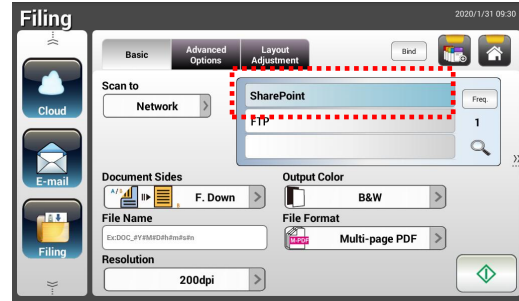 Filing
2020/1/31 09:30
Basic
Advanced
Options
Layout
Adjustment
Bind
Scan to
Network
SharePoint
FTP
Freq.
1
Cloud
E-mail
Filing
Document Sides
F. Down
Output Color
B&W
File Name
Ex:DOC_#Y#M#D#h#m#s#n
File Format
M-PDF
Multi-page PDF
Resolution
200dpi